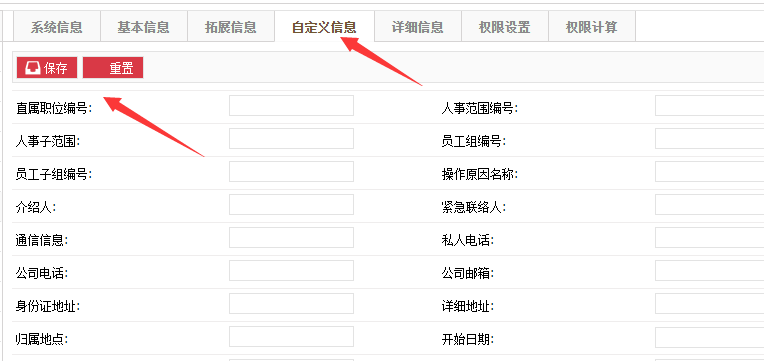 系统信息 基本信息 拓展信息 自定义信息 详细信息 权限设置 权限计算
保存 重置
直属职位编号: 人事范围编号:
人事子范围: 员工组编号:
员工子组编号: 操作原因名称:
介绍人: 紧急联络人:
通信信息: 私人电话:
公司电话: 公司邮箱:
身份证地址: 详细地址:
归属地点: 开始日期: